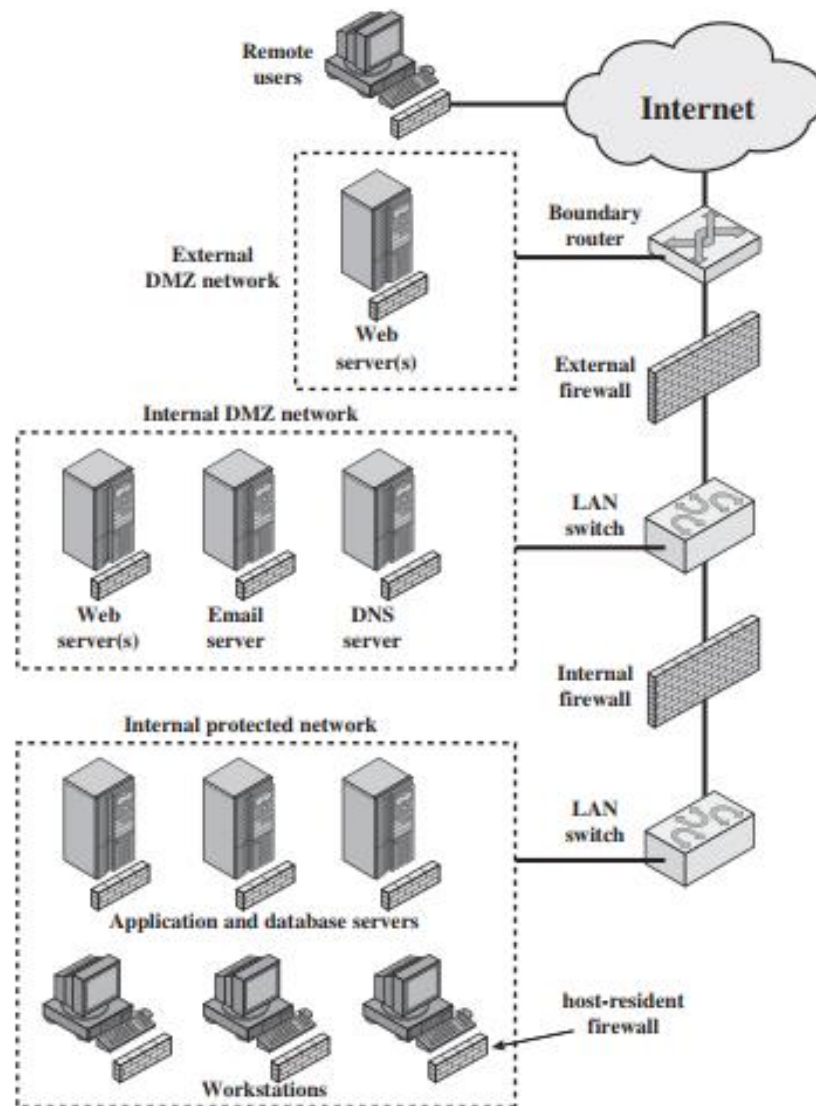 Remote
users
Internet
Boundary
router
External
DMZ network
Web
server(s)
External
firewall
Internal DMZ network
LAN
switch
Web
server(s)
Email
server
DNS
server
Internal
firewall
Internal protected network
LAN
switch
Application and database servers
host-resident
firewall
Workstations